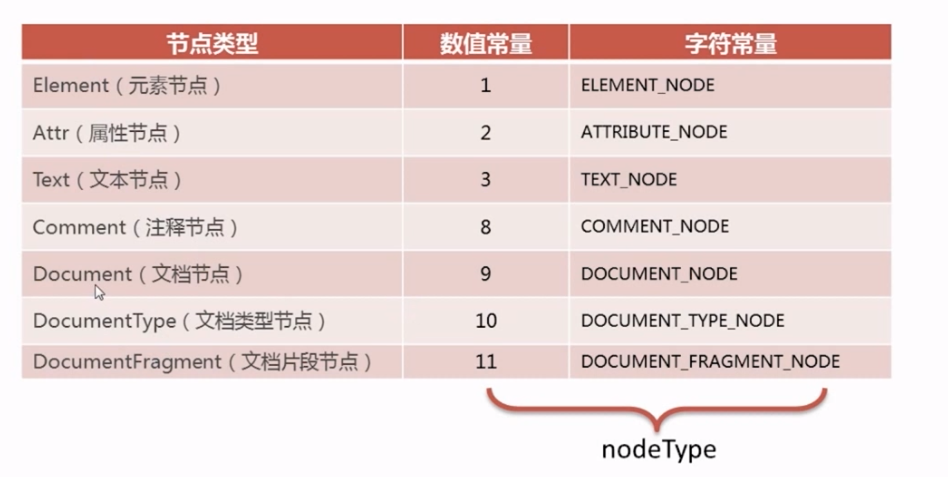 节点类型 数值常量 字符常量
Element（元素节点） 1 ELEMENT_NODE
Attr（属性节点） 2 ATTRIBUTE_NODE
Text（文本节点） 3 TEXT_NODE
Comment（注释节点） 8 COMMENT_NODE
Document（文档节点） 9 DOCUMENT_NODE
DocumentType（文档类型节点） 10 DOCUMENT_TYPE_NODE
DocumentFragment（文档片段节点） 11 DOCUMENT_FRAGMENT_NODE
nodeType